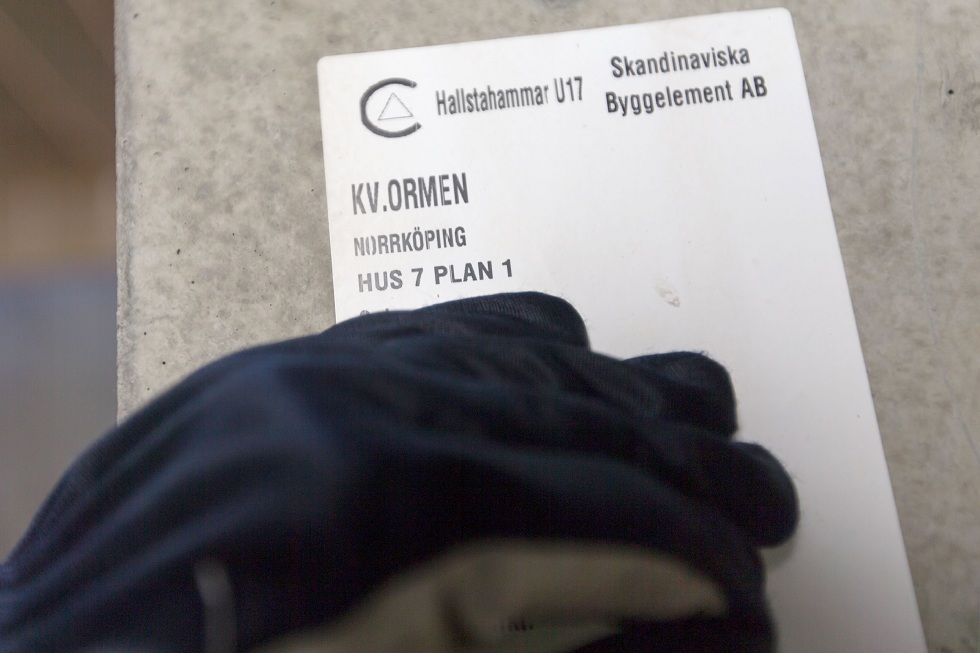 Hallstahammar U17
Skandinaviska
Byggelement AB
KV.ORMEN
NORRKÖPING
HUS 7 PLAN 1